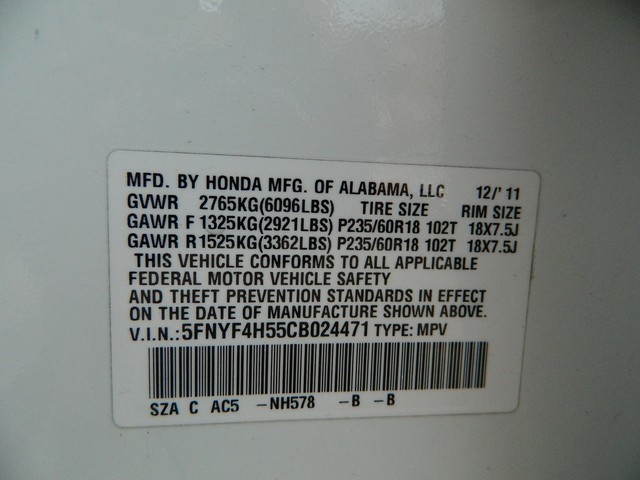 MFD. BY HONDA MFG. OF ALABAMA, LLC 12/'11
GVWR 2765KG(6096LBS) TIRE SIZE RIM SIZE
GAWR F 1325KG(2921LBS) P235/60R18 102T 18X7.5J
GAWR R 1525KG(3362LBS) P235/60R18 102T 18X7.5J
THIS VEHICLE CONFORMS TO ALL APPLICABLE
FEDERAL MOTOR VEHICLE SAFETY
AND THEFT PREVENTION STANDARDS IN EFFECT
ON THE DATE OF MANUFACTURE SHOWN ABOVE.
V.I.N.:5FNYF4H55CB024471 TYPE: MPV
SZA C AC5 -NH578 -B -B